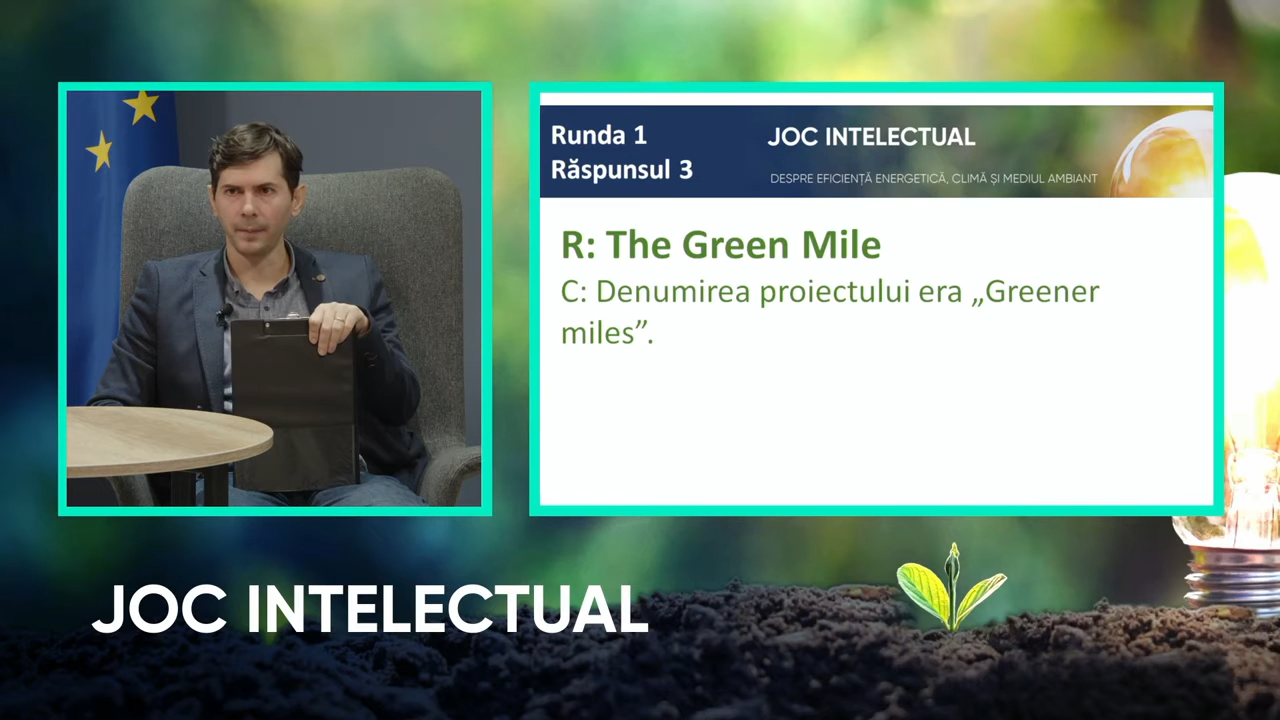 Runda 1
Răspunsul 3
JOC INTELECTUAL
DESPRE EFICIENȚĂ ENERGETICĂ, CLIMĂ ȘI MEDIUL AMBIANT
R: The Green Mile
C: Denumirea proiectului era „Greener
miles”.
JOC INTELECTUAL